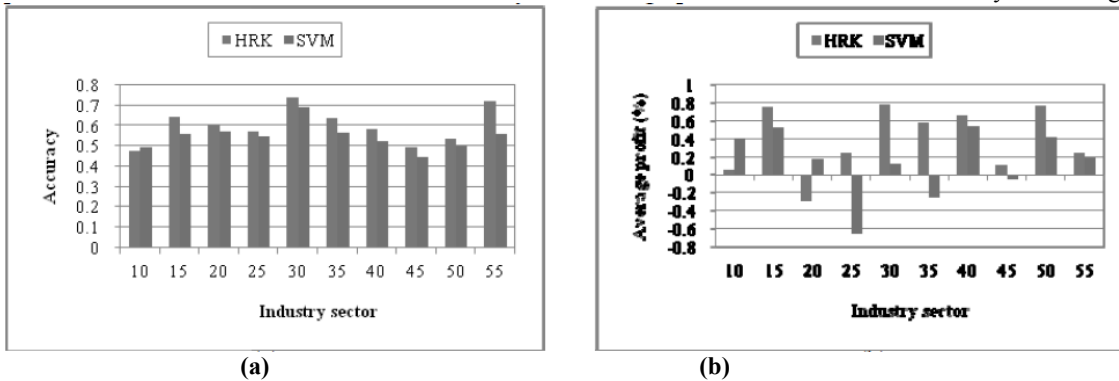 HRK SVM
Accuracy
0.8
0.7
0.6
0.5
0.4
0.3
0.2
0.1
0
10 15 20 25 30 35 40 45 50 55
Industry sector
(a)
HRK SVM
Average profit (%)
1
0.8
0.6
0.4
0.2
0
-0.2
-0.4
-0.6
-0.8
10 15 20 25 30 35 40 45 50 55
Industry sector
(b)